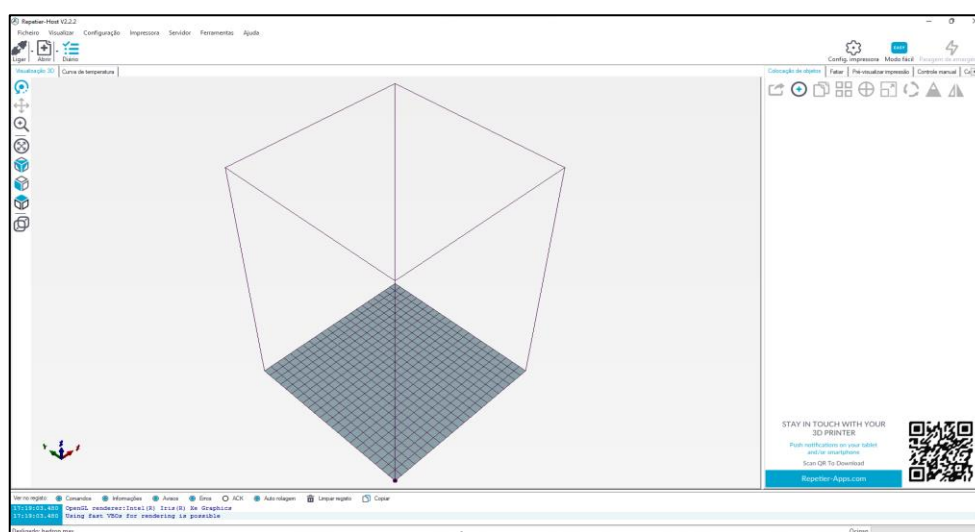 Repetier-Host V2.2.2
Ficheiro Visualizar Configuração Impressora Servidor Ferramentas Ajuda
Ligar Abrir Diário Config. impressora Modo fácil
Visualização 3D Curva de temperatura Colocação de objetos Fatiar Pré-visualizar impressão Controle manual
EASY
STAY IN TOUCH WITH YOUR
3D PRINTER
Push notifications on your tablet
and/or smartphone
Scan QR To Download
Repetier-Apps.com
Ver no registo: Comandos Informações Avisos Erros ACK Auto rolagem Limpar registo Copiar
17:19:03.480 OpenGL renderer:Intel(R) Iris(R) Xe Graphics
17:19:03.480 Using fast VBOs for rendering is possible